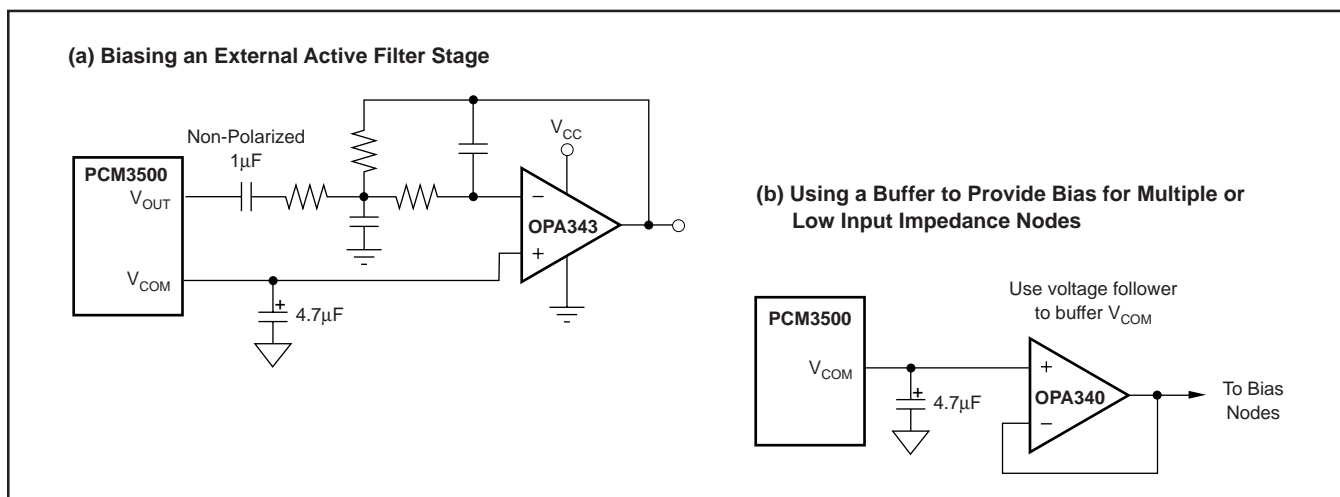 (a) Biasing an External Active Filter Stage
Non-Polarized
1μF
VCC
PCM3500
VOUT
–
OPA343
+
VCOM
+
4.7μF
(b) Using a Buffer to Provide Bias for Multiple or
Low Input Impedance Nodes
Use voltage follower
to buffer VCOM
PCM3500
VCOM
+
4.7μF
+
OPA340
–
To Bias
Nodes